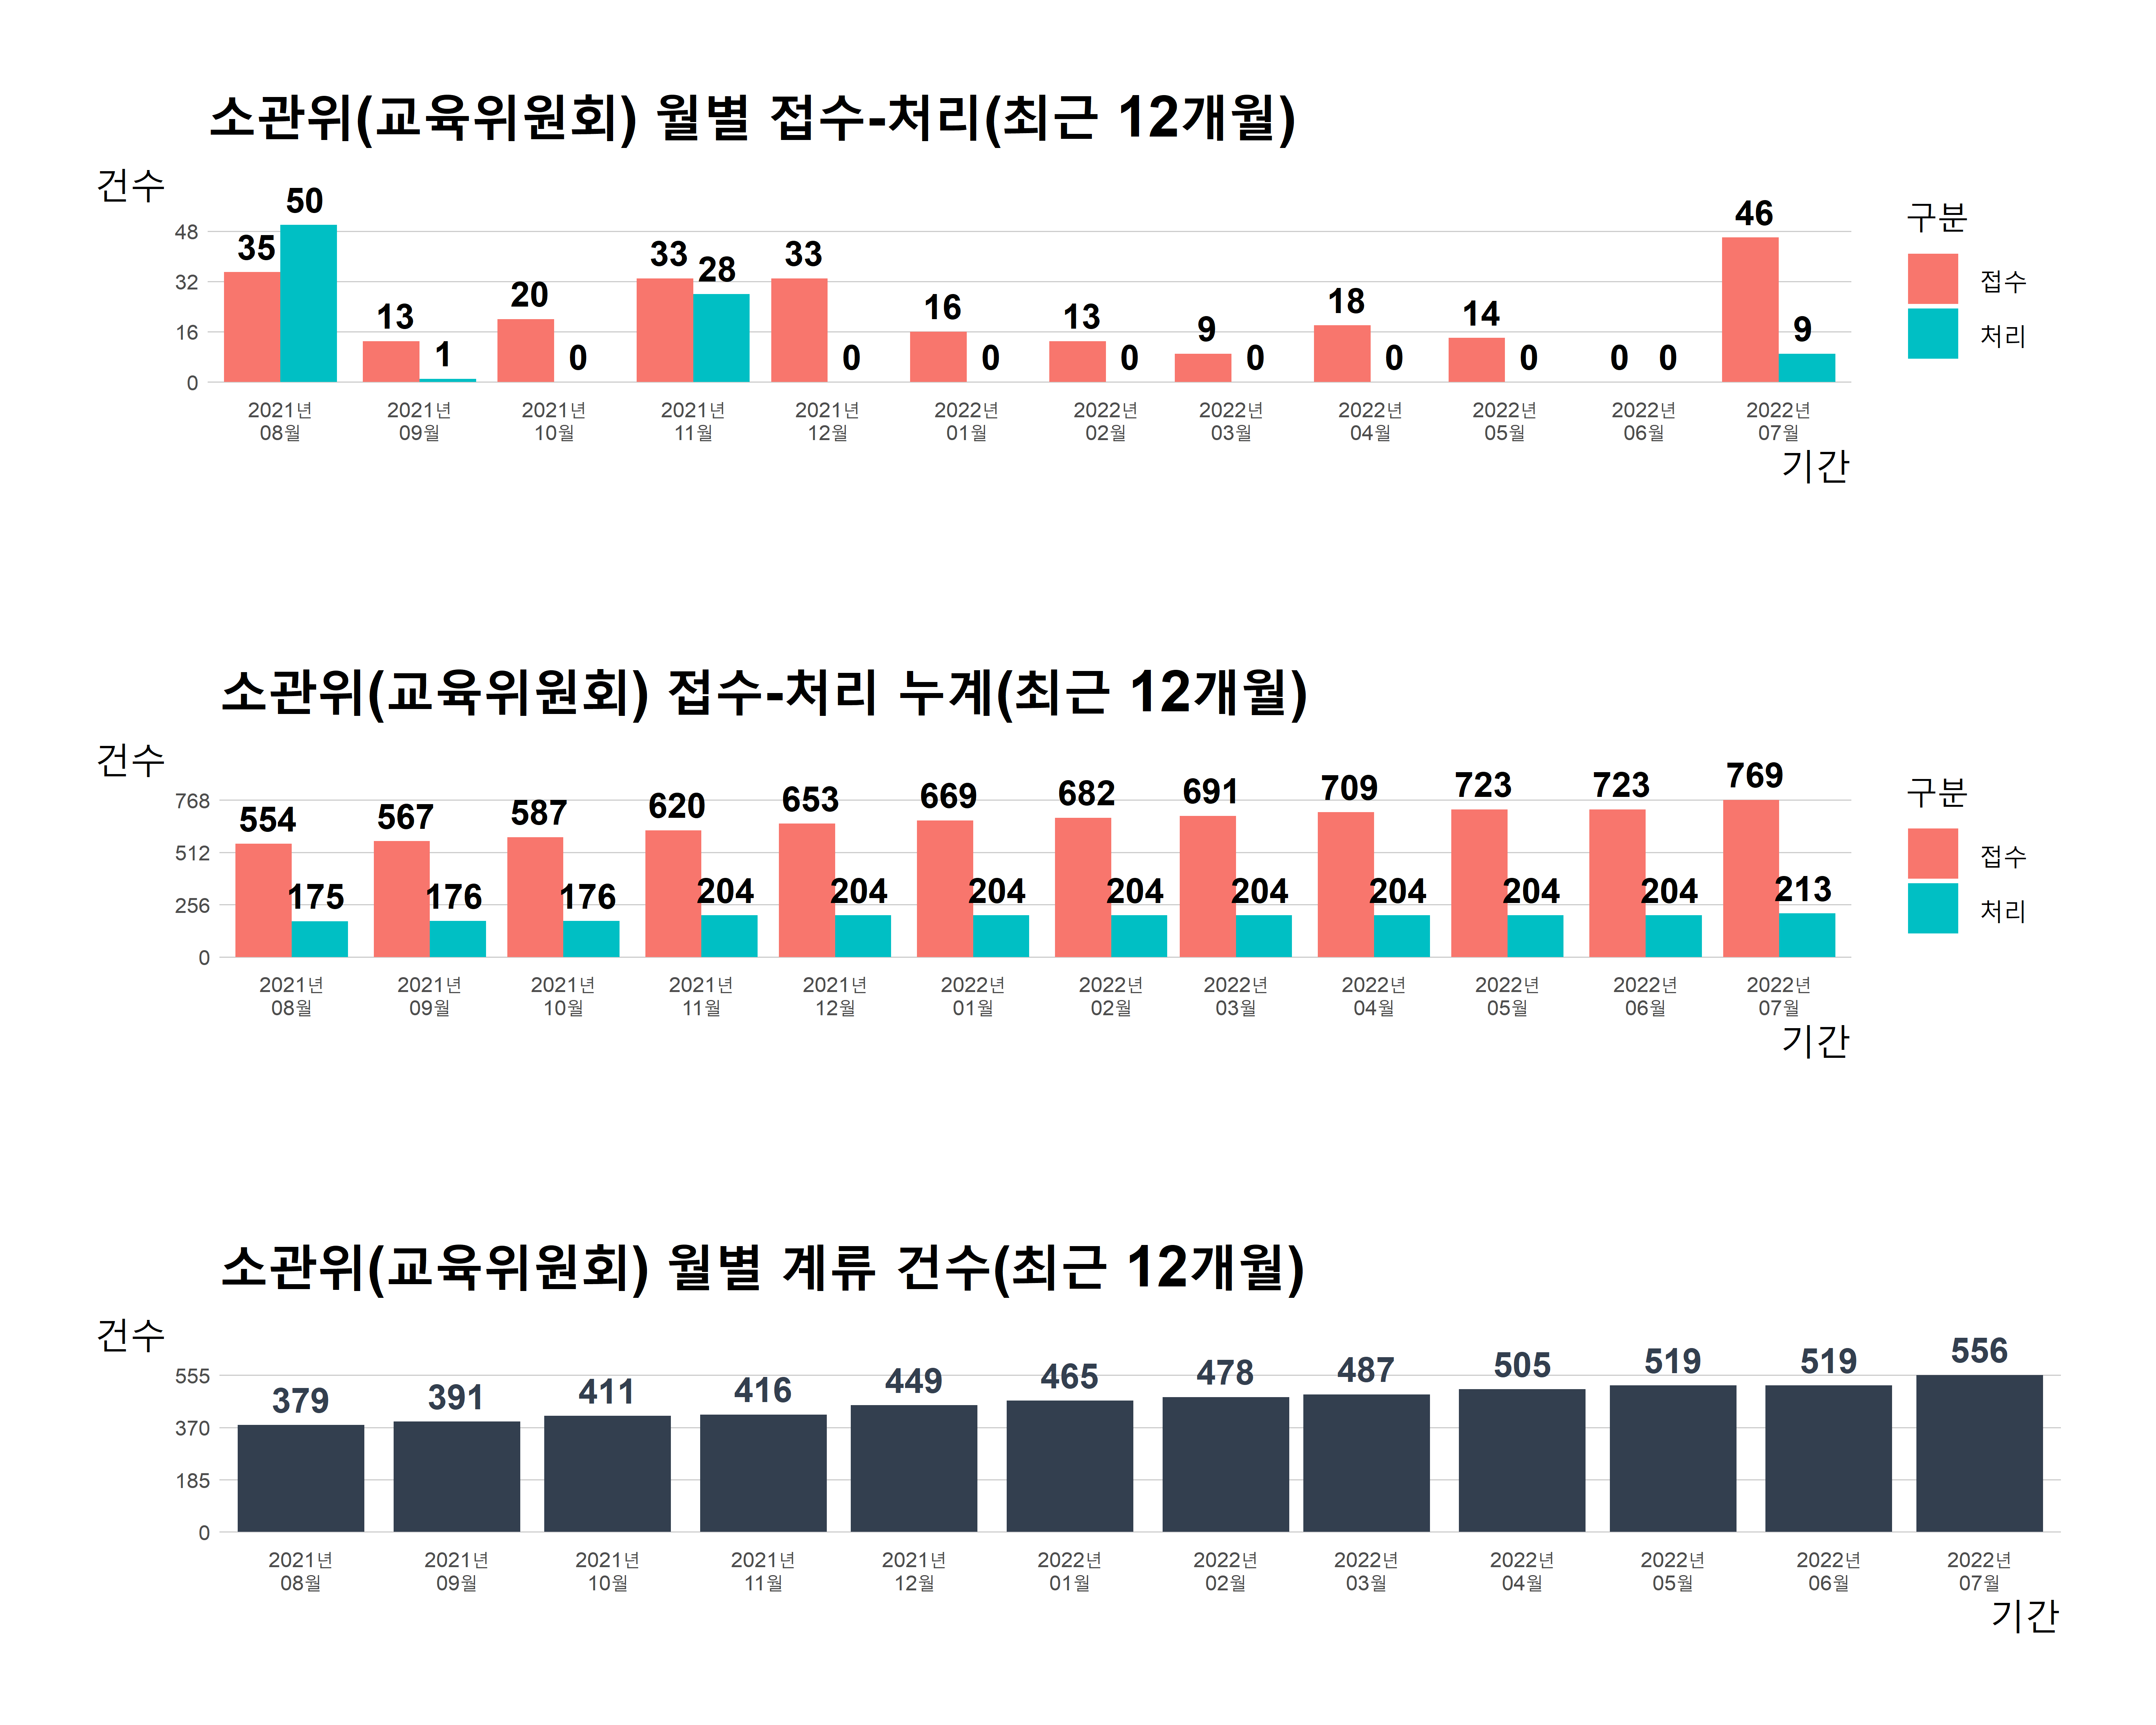 소관위(교육위원회) 월별 접수-처리(최근 12개월)
건수
48
32
16
0
35 50 13 1 20 0 33 28 33 0 16 0 13 0 9 0 18 0 14 0 0 0 46 9
2021년 2021년 2021년 2021년 2021년 2022년 2022년 2022년 2022년 2022년 2022년 2022년
08월 09월 10월 11월 12월 01월 02월 03월 04월 05월 06월 07월
기간
구분
접수
처리
소관위(교육위원회) 접수-처리 누계(최근 12개월)
건수
768
512
256
0
554 175 567 176 587 176 620 204 653 204 669 204 682 204 691 204 709 204 723 204 723 204 769 213
2021년 2021년 2021년 2021년 2021년 2022년 2022년 2022년 2022년 2022년 2022년 2022년
08월 09월 10월 11월 12월 01월 02월 03월 04월 05월 06월 07월
기간
구분
접수
처리
소관위(교육위원회) 월별 계류 건수(최근 12개월)
건수
555
370
185
0
379 391 411 416 449 465 478 487 505 519 519 556
2021년 2021년 2021년 2021년 2021년 2022년 2022년 2022년 2022년 2022년 2022년 2022년
08월 09월 10월 11월 12월 01월 02월 03월 04월 05월 06월 07월
기간